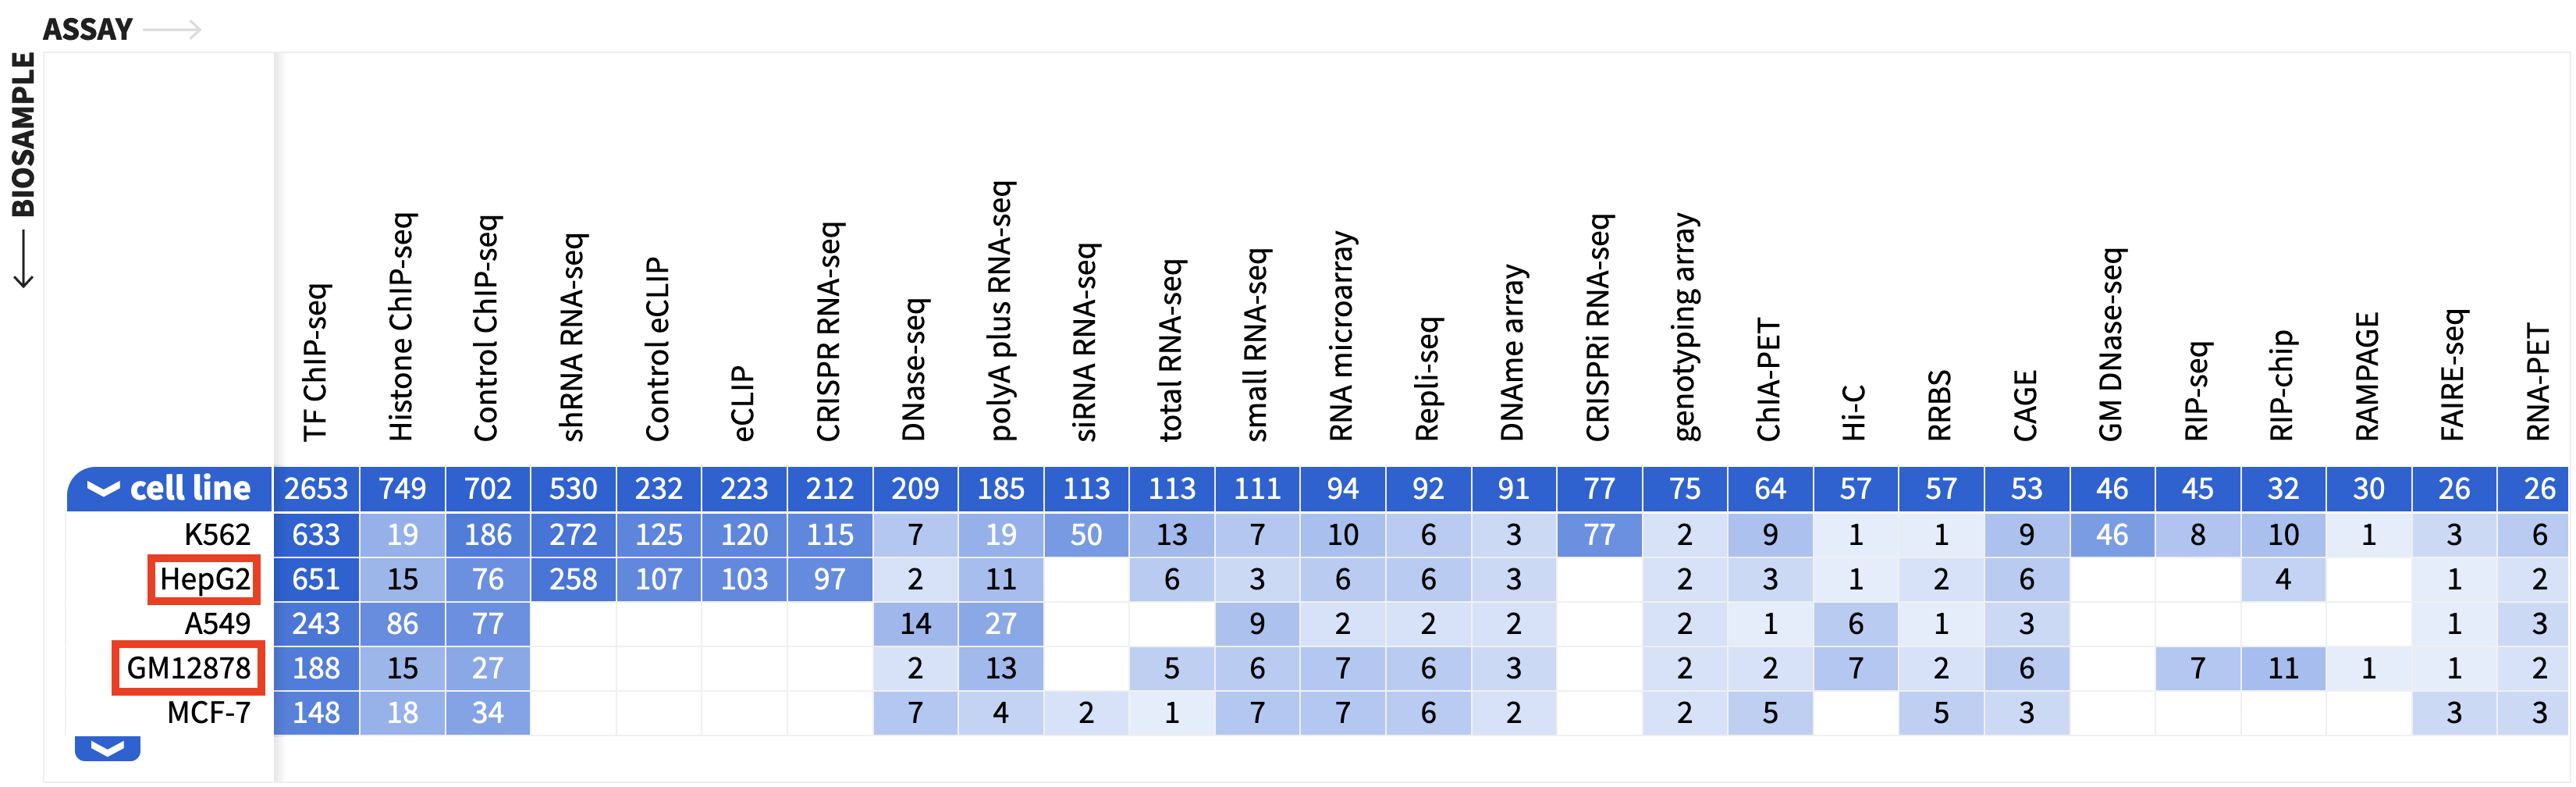 ASSAY
BIOSAMPLE
TF ChIP-seq
Histone ChIP-seq
Control ChIP-seq
shRNA RNA-seq
Control eCLIP
eCLIP
CRISPR RNA-seq
DNase-seq
polyA plus RNA-seq
siRNA RNA-seq
total RNA-seq
small RNA-seq
RNA microarray
Repli-seq
DNAme array
CRISPRi RNA-seq
genotyping array
ChIA-PET
Hi-C
RRBS
CAGE
GM DNase-seq
RIP-seq
RIP-chip
RAMPAGE
FAIRE-seq
RNA-PET
cell line 2653 749 702 530 232 223 212 209 185 113 113 111 94 92 91 77 75 64 57 57 53 46 45 32 30 26 26
K562 633 19 186 272 125 120 115 7 19 50 13 7 10 6 3 77 2 9 1 1 9 46 8 10 1 3 6
HepG2 651 15 76 258 107 103 97 2 11 6 3 6 6 3 2 3 1 2 6 4 1 2
A549 243 86 77 14 27 9 2 2 2 2 1 6 1 3 1 3
GM12878 188 15 27 2 13 5 6 7 6 3 2 2 7 2 6 7 11 1 1 2
MCF-7 148 18 34 7 4 2 1 7 7 6 2 2 5 5 3 3 3